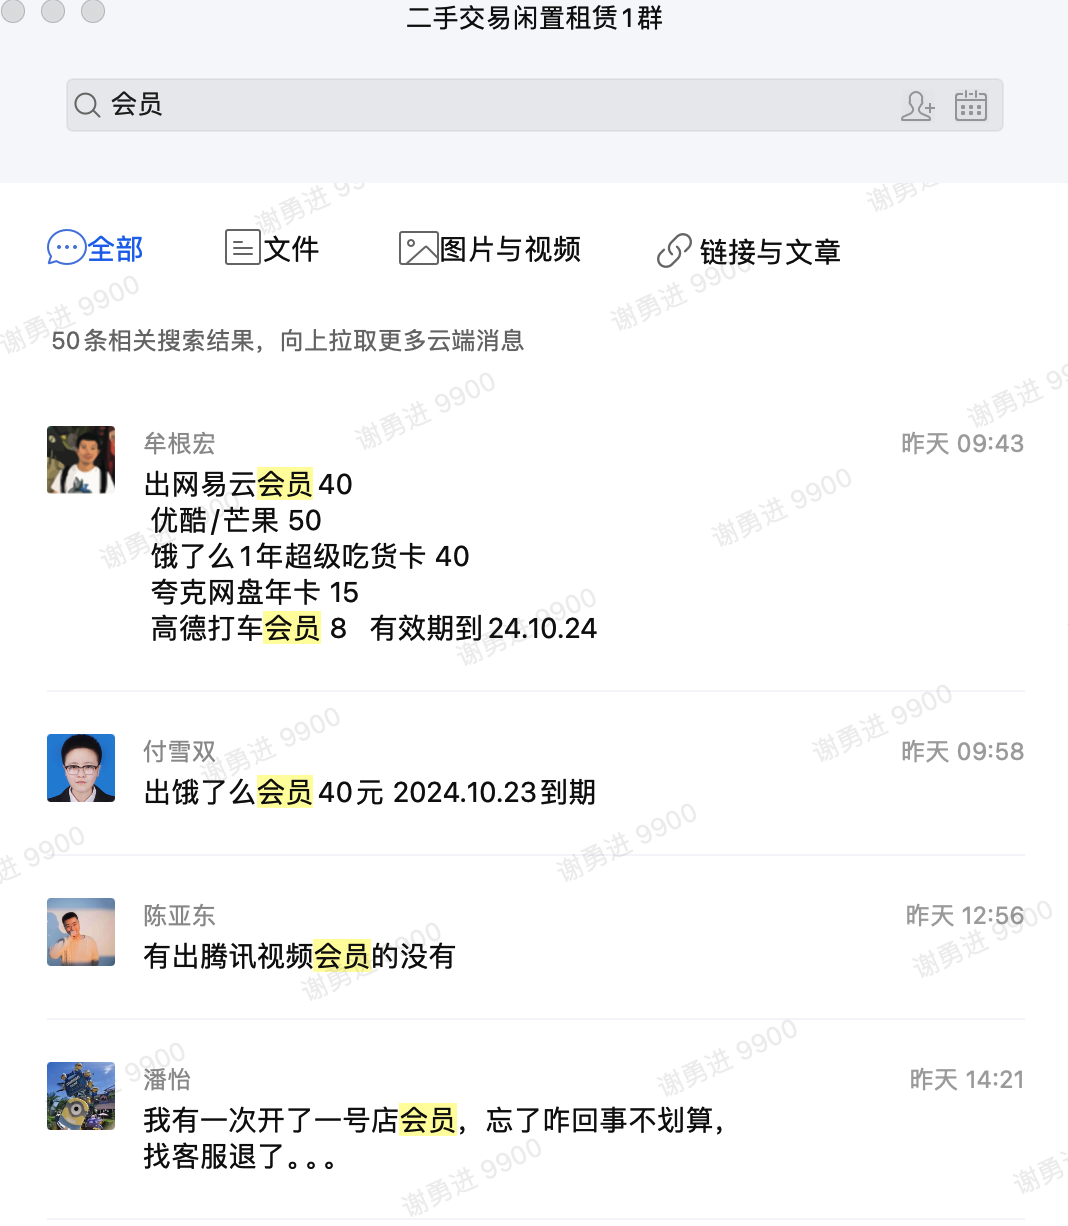 二手交易闲置租赁1群
会员
全部
文件
图片与视频
链接与文章
50条相关搜索结果，向上拉取更多云端消息
牟根宏
昨天 09:43
出网易云会员40
优酷/芒果 50
饿了么1年超级吃货卡 40
夸克网盘年卡 15
高德打车会员 8 有效期到24.10.24
付雪双
昨天 09:58
出饿了么会员40元 2024.10.23到期
陈亚东
昨天 12:56
有出腾讯视频会员的没有
潘怡
昨天 14:21
我有一次开了一号店会员，忘了咋回事不划算，
找客服退了。。。
谢勇进 9900